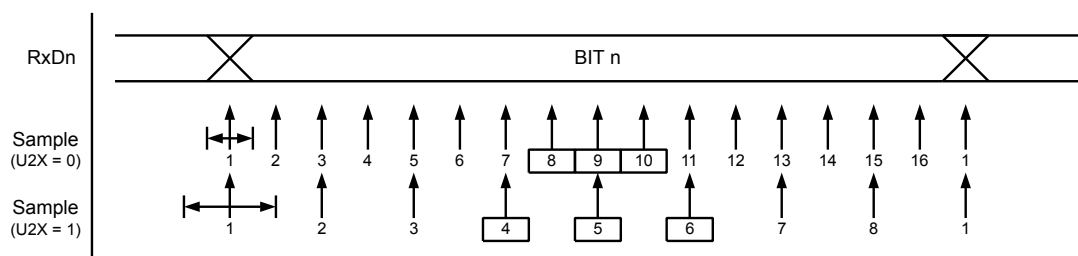 RxDn BIT n
Sample
(U2X = 0)
1 2 3 4 5 6 7 8 9 10 11 12 13 14 15 16 1
Sample
(U2X = 1)
1 2 3 4 5 6 7 8 1